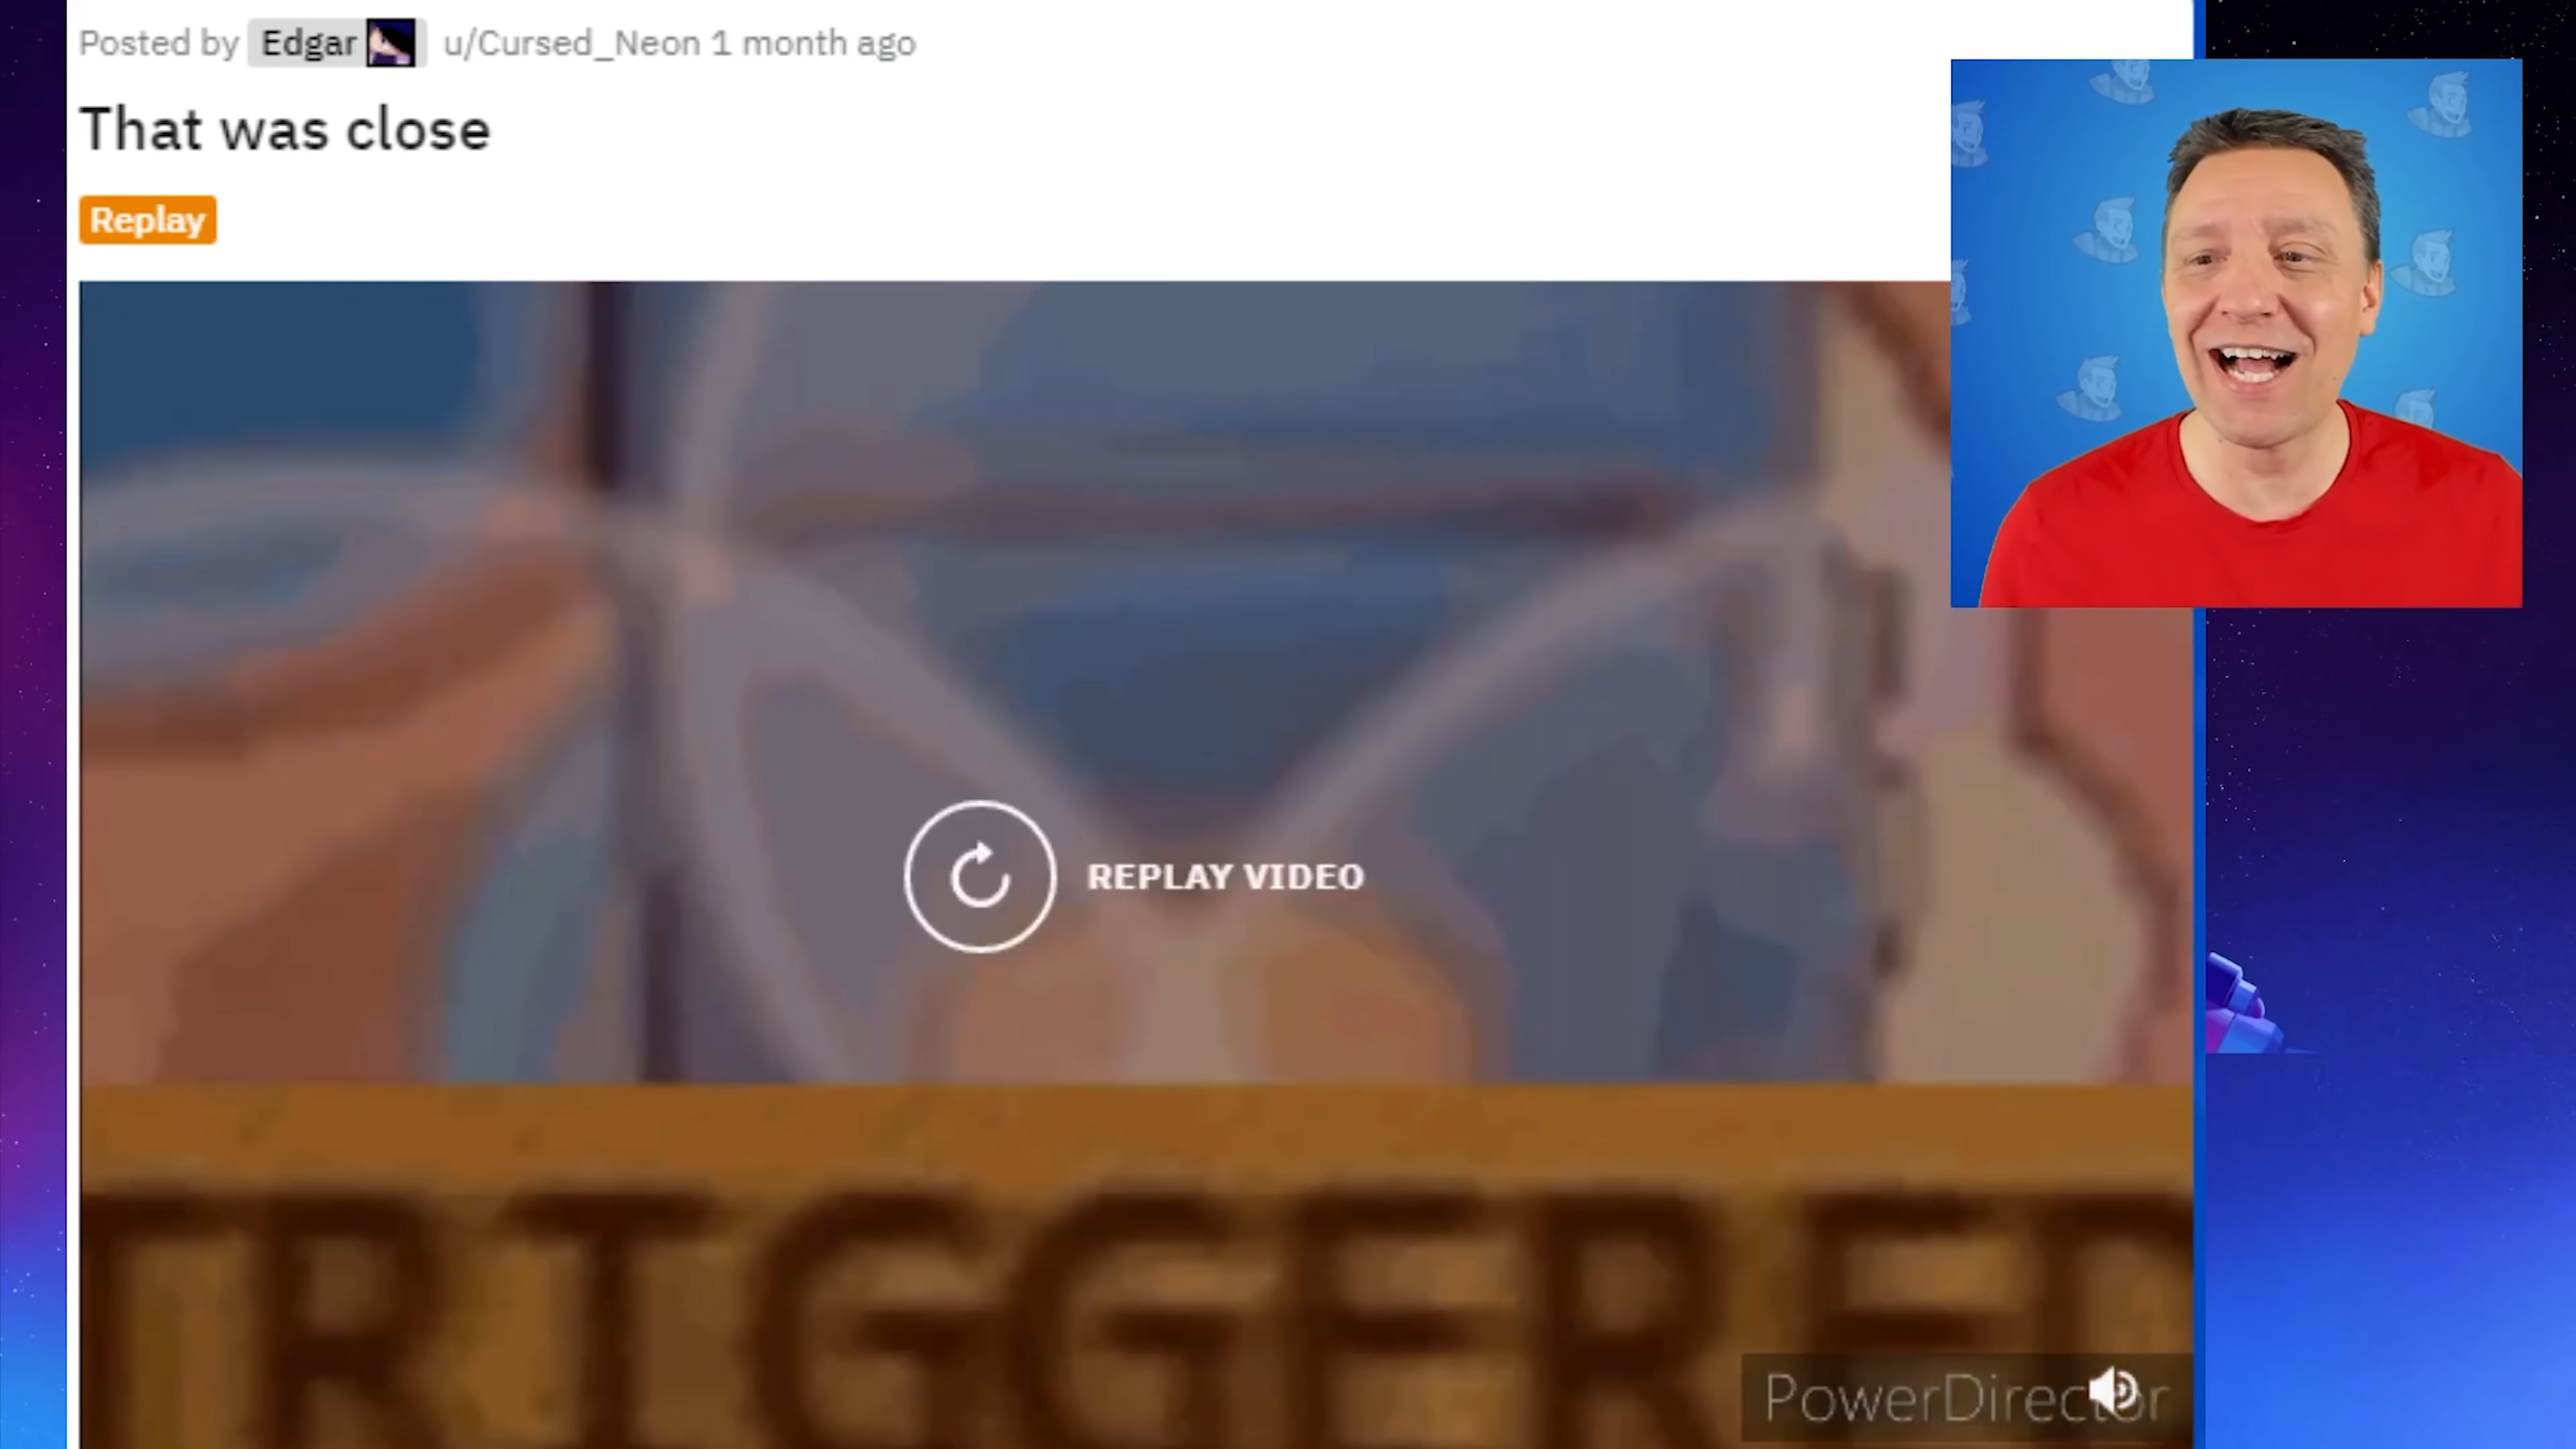 Posted by Edgar u/Cursed_Neon 1 month ago
That was close
Replay
REPLAY VIDEO
TRIGGERED
PowerDirector